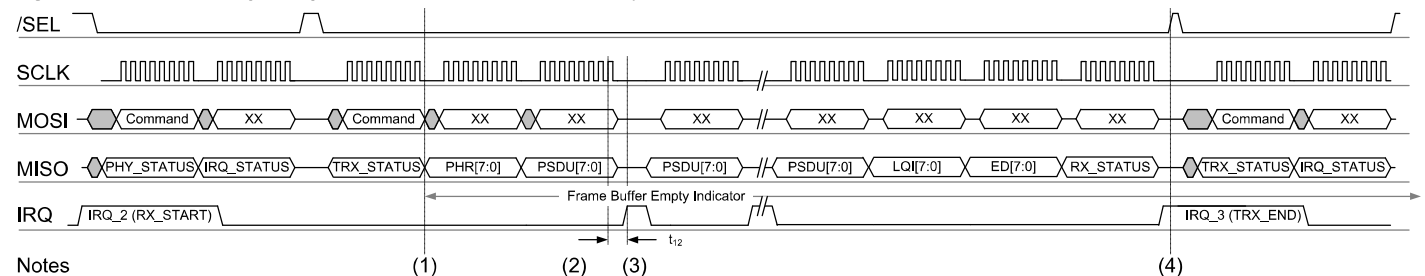 /SEL
SCLK
MOSI Command XX Command XX XX XX XX XX XX XX Command XX
MISO PHY_STATUS IRQ_STATUS TRX_STATUS PHR[7:0] PSDU[7:0] PSDU[7:0] PSDU[7:0] LQI[7:0] ED[7:0] RX_STATUS TRX_STATUS IRQ_STATUS
Frame Buffer Empty Indicator
IRQ IRQ_2 (RX_START) IRQ_3 (TRX_END)
t12
Notes (1) (2) (3) (4)